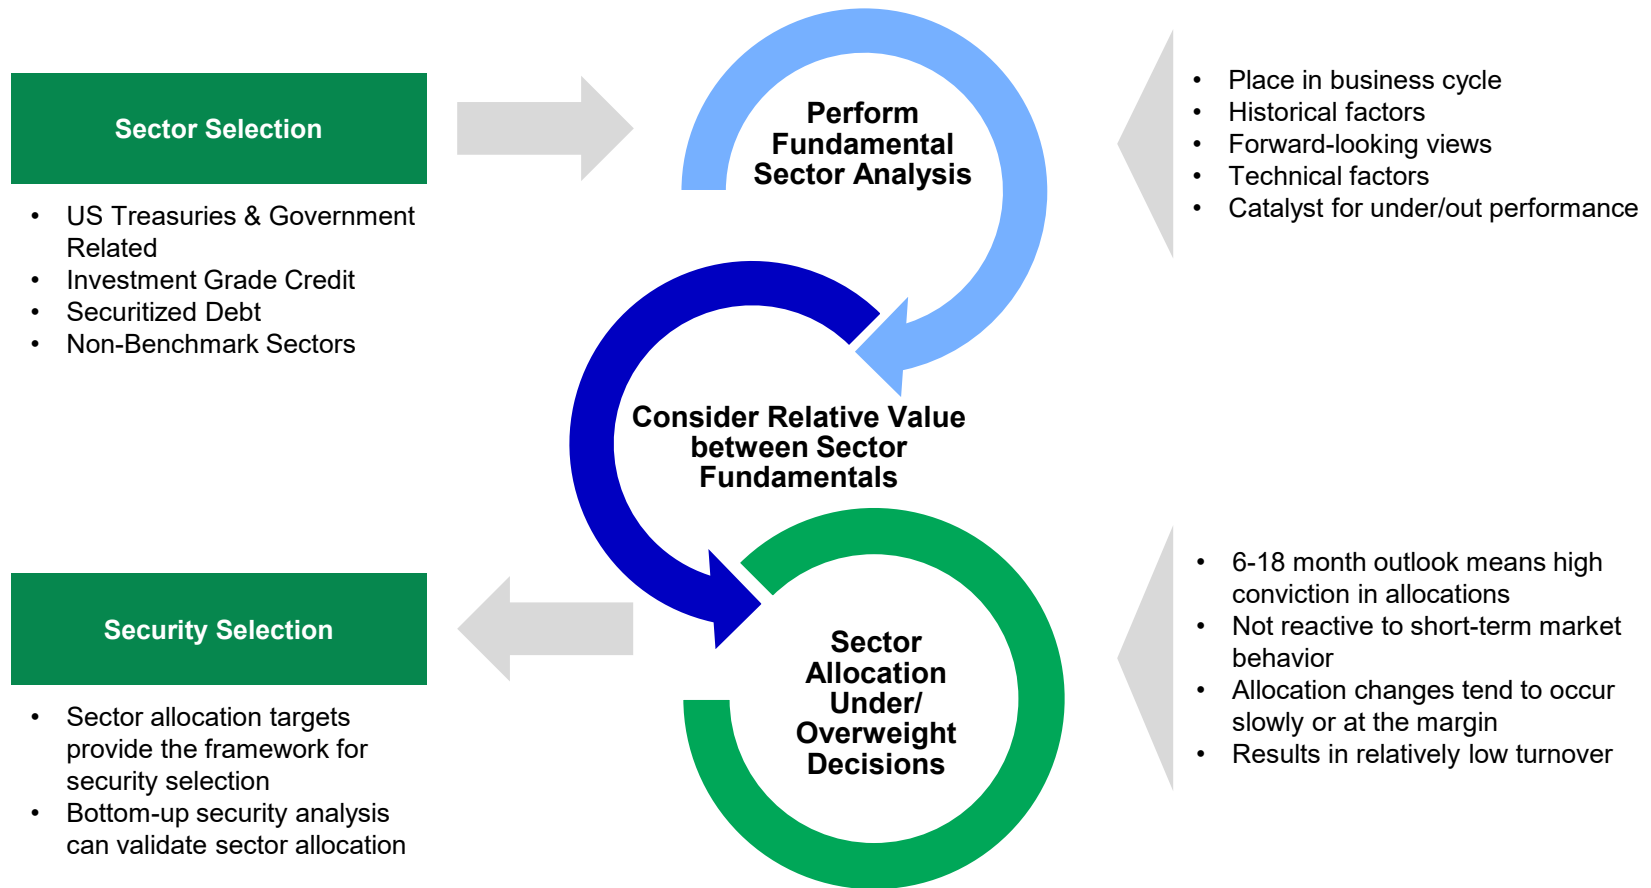 Sector Selection
• US Treasuries & Government
Related
• Investment Grade Credit
• Securitized Debt
• Non-Benchmark Sectors
Perform
Fundamental
Sector Analysis
• Place in business cycle
• Historical factors
• Forward-looking views
• Technical factors
• Catalyst for under/out performance
Consider Relative Value
between Sector
Fundamentals
Security Selection
• Sector allocation targets
provide the framework for
security selection
• Bottom-up security analysis
can validate sector allocation
Sector
Allocation
Under/
Overweight
Decisions
• 6-18 month outlook means high
conviction in allocations
• Not reactive to short-term market
behavior
• Allocation changes tend to occur
slowly or at the margin
• Results in relatively low turnover